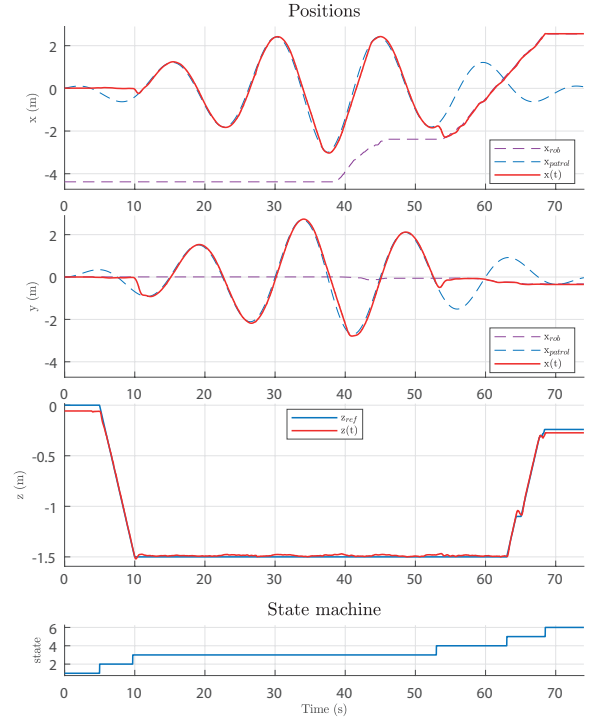 Positions
2
0
-2
-4
x (m)
x_rob
x_patrol
x(t)
0 10 20 30 40 50 60 70
2
0
-2
-4
y (m)
x_rob
x_patrol
x(t)
0 10 20 30 40 50 60 70
0
-0.5
-1
-1.5
z (m)
z_ref
z(t)
0 10 20 30 40 50 60 70
State machine
6
4
2
state
0 10 20 30 40 50 60 70
Time (s)